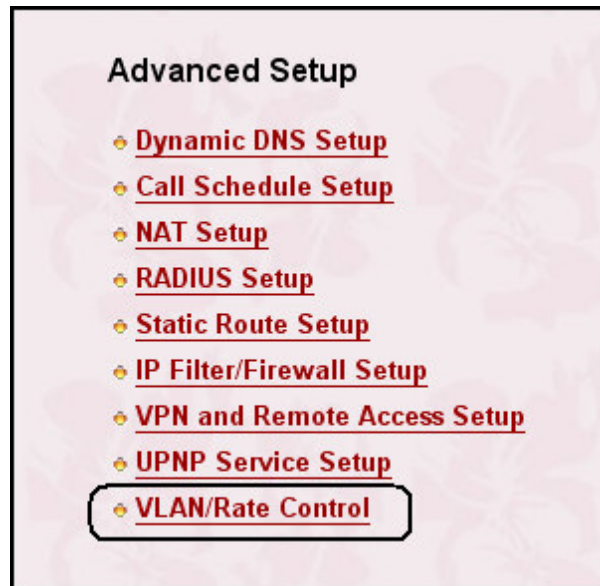 Advanced Setup
Dynamic DNS Setup
Call Schedule Setup
NAT Setup
RADIUS Setup
Static Route Setup
IP Filter/Firewall Setup
VPN and Remote Access Setup
UPNP Service Setup
VLAN/Rate Control